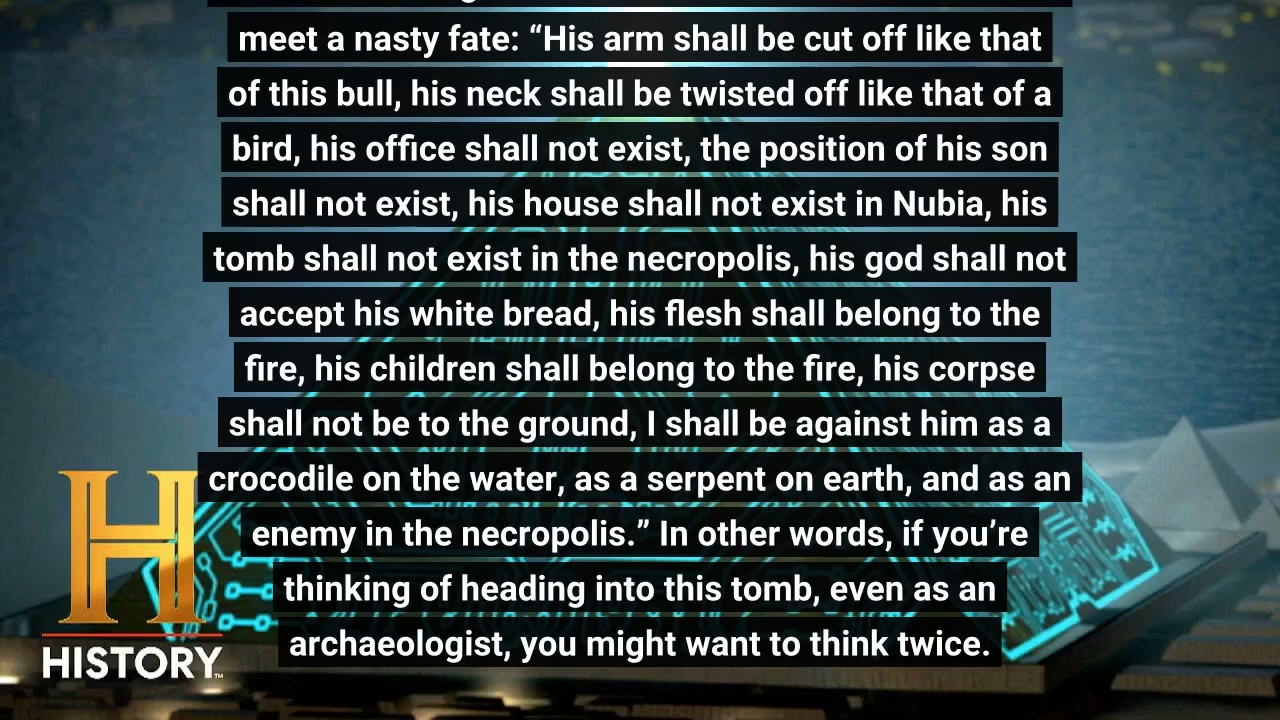 meet a nasty fate: “His arm shall be cut off like that
of this bull, his neck shall be twisted off like that of a
bird, his office shall not exist, the position of his son
shall not exist, his house shall not exist in Nubia, his
tomb shall not exist in the necropolis, his god shall not
accept his white bread, his flesh shall belong to the
fire, his children shall belong to the fire, his corpse
shall not be to the ground, I shall be against him as a
crocodile on the water, as a serpent on earth, and as an
enemy in the necropolis.” In other words, if you’re
thinking of heading into this tomb, even as an
archaeologist, you might want to think twice.
H
HISTORY™